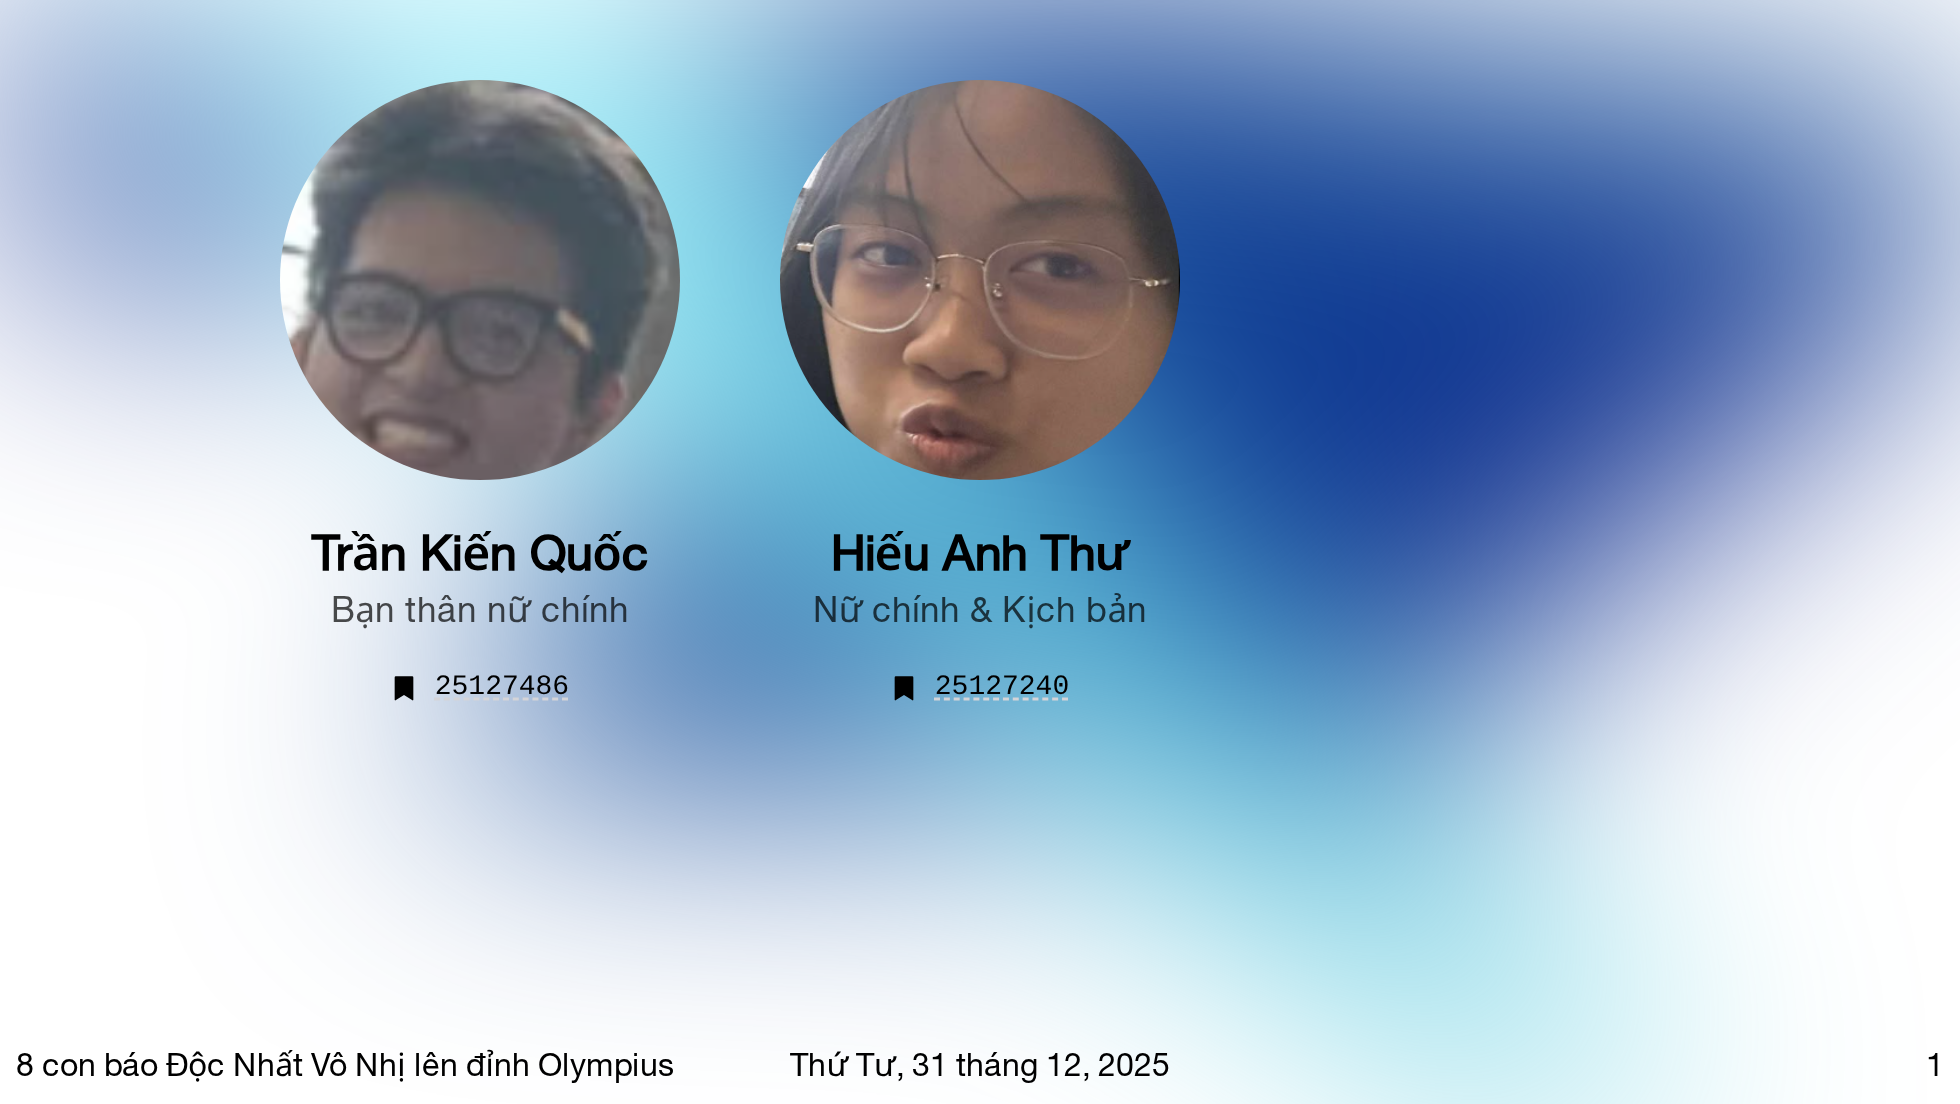 Trần Kiến Quốc
Bạn thân nữ chính
25127486
Hiếu Anh Thư
Nữ chính & Kịch bản
25127240
8 con báo Độc Nhất Vô Nhị lên đỉnh Olympius
Thứ Tư, 31 tháng 12, 2025
1